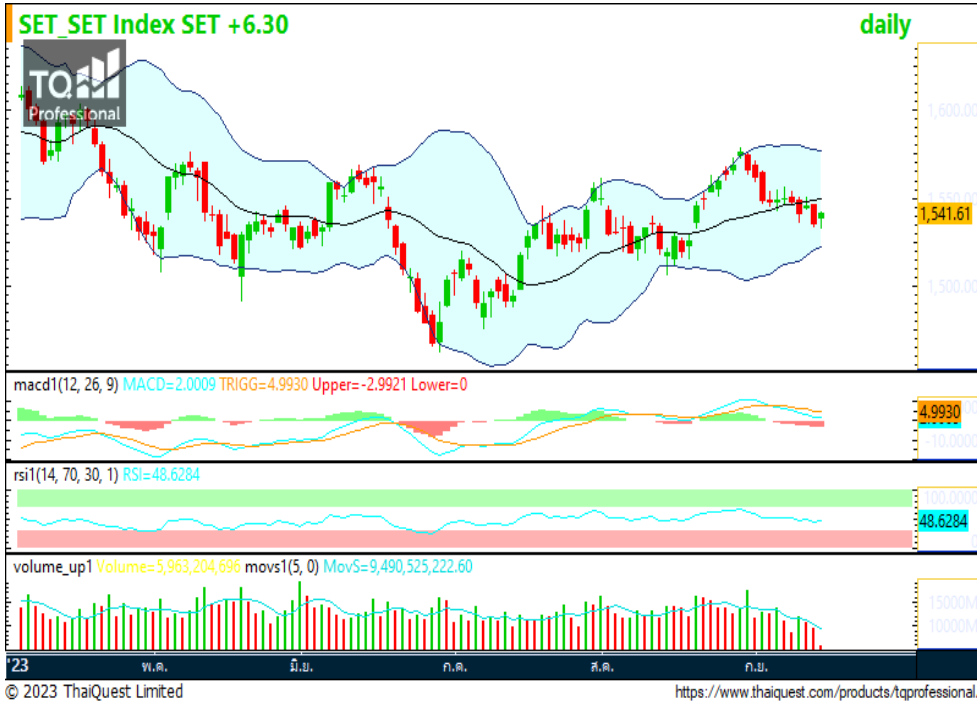 SET_SET Index SET +6.30 daily
TQ
Professional
1,600.00
1,550.00
1,541.61
1,500.00
macd1(12, 26, 9) MACD=2.0009 TRIGG=4.9930 Upper=-2.9921 Lower=0
4.9930
-10.0000
rsi1(14, 70, 30, 1) RSI=48.6284
100.0000
48.6284
volume_up1 Volume=5,963,204,696 movs1(5, 0) MovS=9,490,525,222.60
15000M
10000M
'23 พ.ค. มิ.ย. ก.ค. ส.ค. ก.ย.
© 2023 ThaiQuest Limited https://www.thaiquest.com/products/tqprofessional.